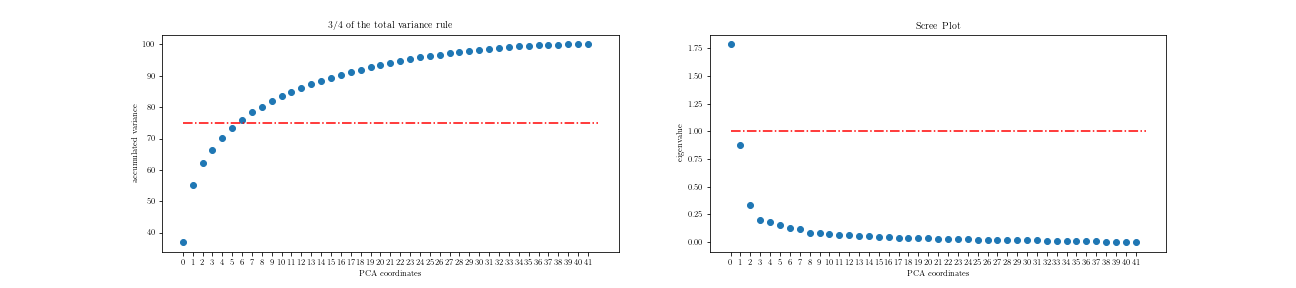 3/4 of the total variance rule
100
90
80
70
60
50
40
accumulated variance
0 1 2 3 4 5 6 7 8 9 10 11 12 13 14 15 16 17 18 19 20 21 22 23 24 25 26 27 28 29 30 31 32 33 34 35 36 37 38 39 40 41
PCA coordinates
Scree Plot
1.75
1.50
1.25
1.00
0.75
0.50
0.25
0.00
eigenvalue
0 1 2 3 4 5 6 7 8 9 10 11 12 13 14 15 16 17 18 19 20 21 22 23 24 25 26 27 28 29 30 31 32 33 34 35 36 37 38 39 40 41
PCA coordinates